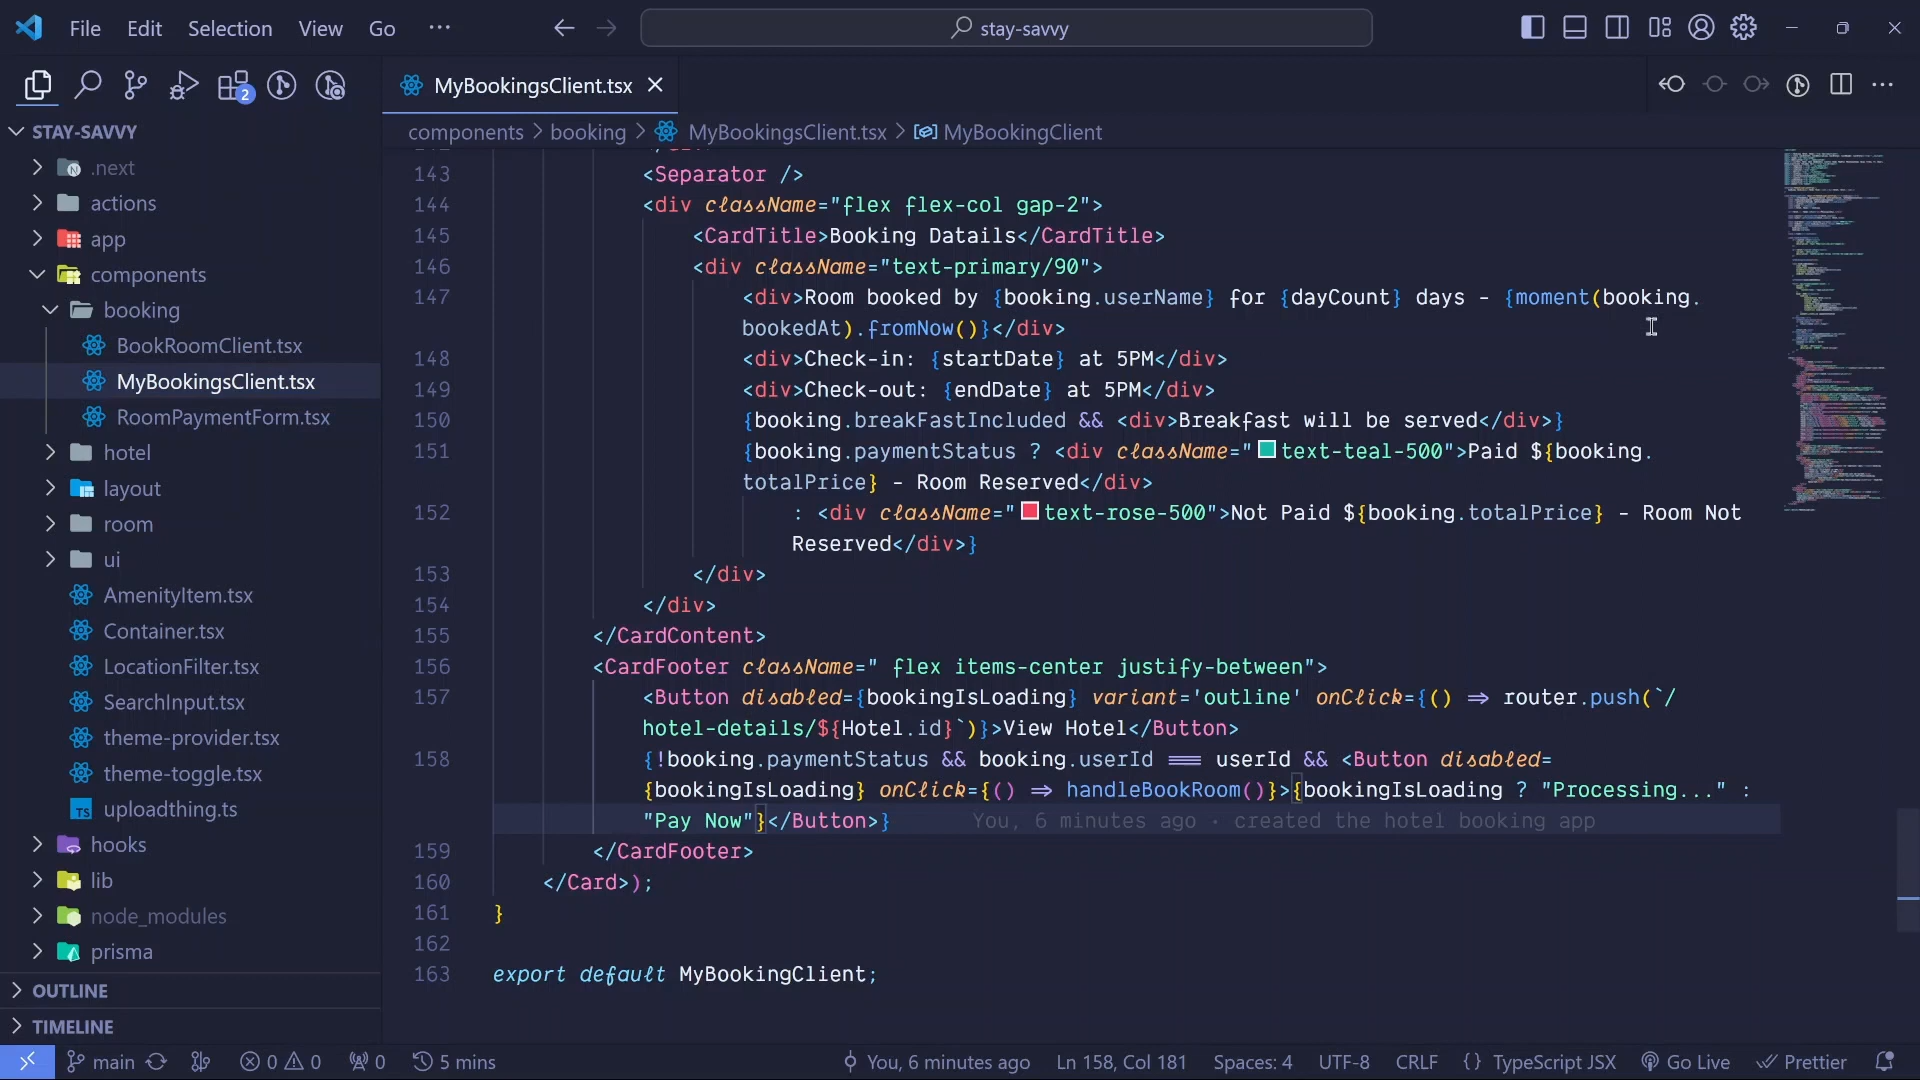 File Edit Selection View Go ···
stay-savvy
2
MyBookingsClient.tsx
components > booking > MyBookingsClient.tsx > MyBookingClient
STAY-SAVVY
.next
actions
app
components
booking
BookRoomClient.tsx
MyBookingsClient.tsx
RoomPaymentForm.tsx
hotel
layout
room
ui
AmenityItem.tsx
Container.tsx
LocationFilter.tsx
SearchInput.tsx
theme-provider.tsx
theme-toggle.tsx
TS uploadthing.ts
hooks
lib
node_modules
prisma
OUTLINE
TIMELINE
143 <Separator />
144 <div className="flex flex-col gap-2">
145 <CardTitle>Booking Datails</CardTitle>
146 <div className="text-primary/90">
147 <div>Room booked by {booking.userName} for {dayCount} days - {moment(booking.
bookedAt).fromNow()}</div>
148 <div>Check-in: {startDate} at 5PM</div>
149 <div>Check-out: {endDate} at 5PM</div>
150 {booking.breakFastIncluded && <div>Breakfast will be served</div>}
151 {booking.paymentStatus ? <div className="text-teal-500">Paid ${booking.
totalPrice} - Room Reserved</div>
152 : <div className="text-rose-500">Not Paid ${booking.totalPrice} - Room Not
Reserved</div>}
153 </div>
154 </div>
155 </CardContent>
156 <CardFooter className=" flex items-center justify-between">
157 <Button disabled={bookingIsLoading} variant='outline' onClick={() => router.push(`/
hotel-details/${Hotel.id}`)}>View Hotel</Button>
158 {!booking.paymentStatus && booking.userId === userId && <Button disabled=
{bookingIsLoading} onClick={() => handleBookRoom()}>{bookingIsLoading ? "Processing..." :
"Pay Now"}</Button>} You, 6 minutes ago • created the hotel booking app
159 </CardFooter>
160 </Card>);
161 }
162
163 export default MyBookingClient;
main 0 0 0 5 mins You, 6 minutes ago Ln 158, Col 181 Spaces: 4 UTF-8 CRLF {} TypeScript JSX Go Live Prettier